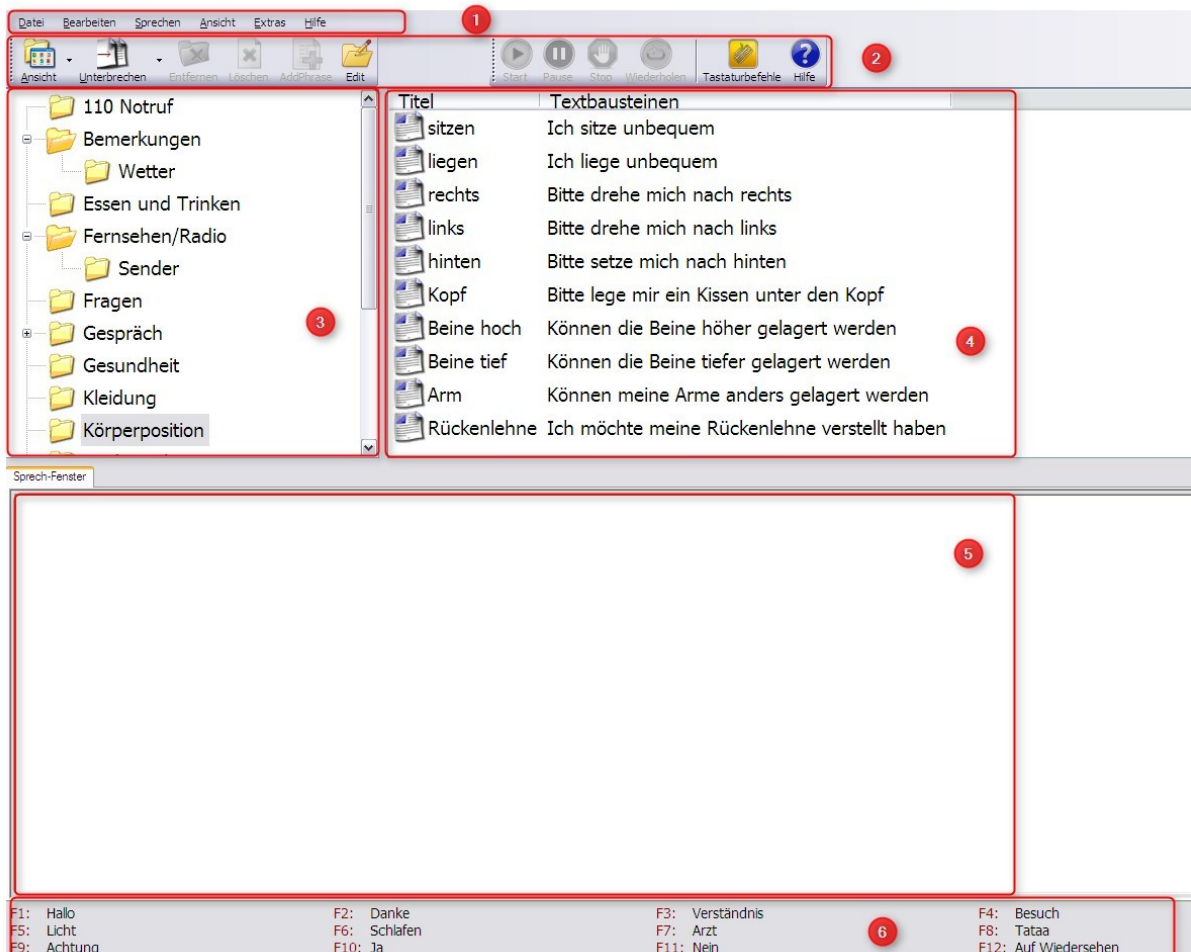 Datei Bearbeiten Sprechen Ansicht Extras Hilfe
1
Ansicht Unterbrechen Entfernen Löschen AddPhrase Edit Start Pause Stop Wiederholen Tastaturbefehle Hilfe
2
110 Notruf
Bemerkungen
Wetter
Essen und Trinken
Fernsehen/Radio
Sender
Fragen
Gespräch
Gesundheit
Kleidung
Körperposition
3
Titel Textbausteinen
sitzen Ich sitze unbequem
liegen Ich liege unbequem
rechts Bitte drehe mich nach rechts
links Bitte drehe mich nach links
hinten Bitte setze mich nach hinten
Kopf Bitte lege mir ein Kissen unter den Kopf
Beine hoch Können die Beine höher gelagert werden
Beine tief Können die Beine tiefer gelagert werden
Arm Können meine Arme anders gelagert werden
Rückenlehne Ich möchte meine Rückenlehne verstellt haben
4
Sprech-Fenster
5
F1: Hallo F2: Danke F3: Verständnis F4: Besuch
F5: Licht F6: Schlafen F7: Arzt F8: Tataa
F9: Achtung F10: Ja F11: Nein F12: Auf Wiedersehen
6